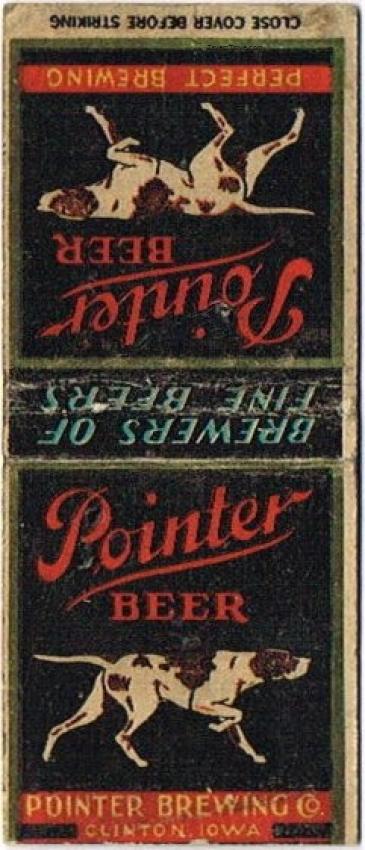 CLOSE COVER BEFORE STRIKING
PERFECT BREWING
Pointer
BEER
BREWERS OF
FINE BEERS
Pointer
BEER
POINTER BREWING CO.
CLINTON, IOWA